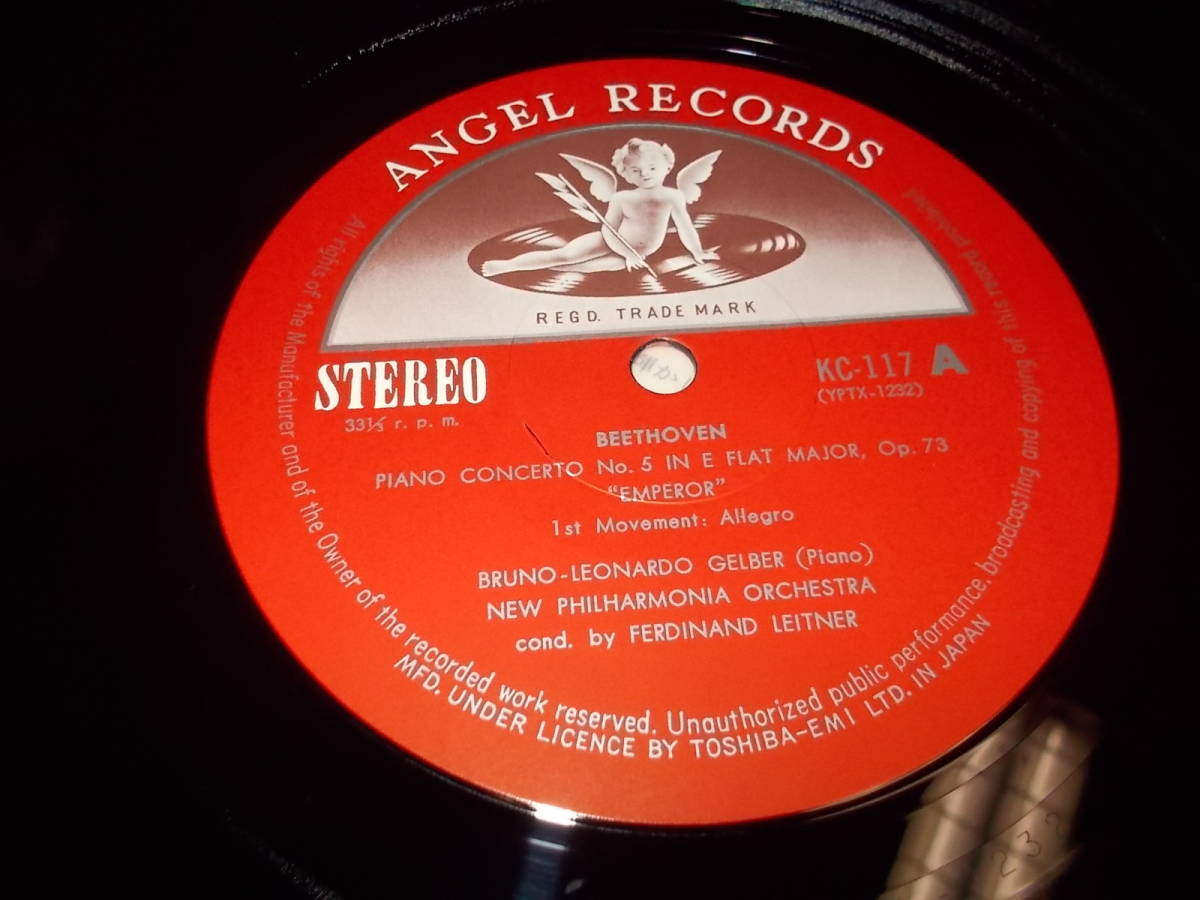 ANGEL RECORDS
REGD. TRADE MARK
STEREO
33⅓ r. p. m.
KC-117 A
(YPTX-1232)
BEETHOVEN
PIANO CONCERTO No. 5 IN E FLAT MAJOR, Op. 73
"EMPEROR"
1st Movement: Allegro
BRUNO-LEONARDO GELBER (Piano)
NEW PHILHARMONIA ORCHESTRA
cond. by FERDINAND LEITNER
All rights of the Manufacturer and of the Owner of the recorded work reserved. Unauthorized public performance, broadcasting and copying of this record prohibited
MFD. UNDER LICENCE BY TOSHIBA-EMI LTD. IN JAPAN
232